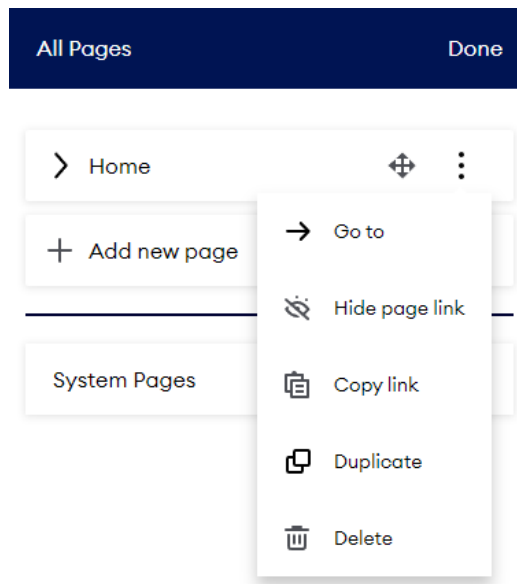 All Pages Done
Home
Go to
Add new page
Hide page link
System Pages
Copy link
Duplicate
Delete